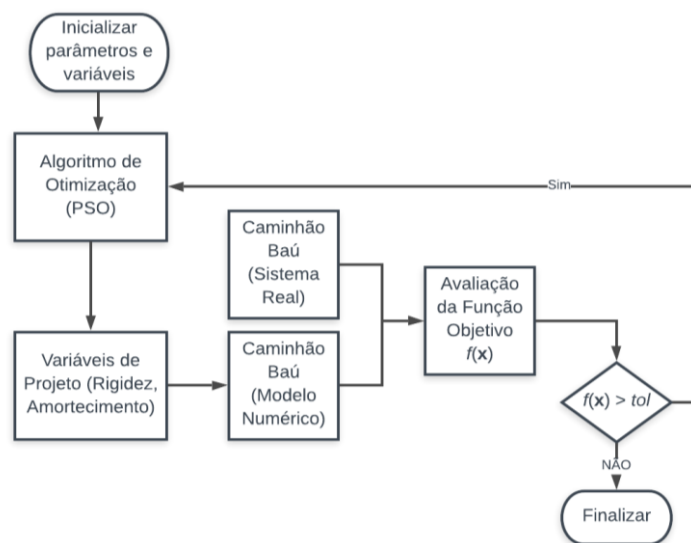 Inicializar
parâmetros e
variáveis
Algoritmo de
Otimização
(PSO)
Sim
Caminhão
Baú
(Sistema
Real)
Avaliação
da Função
Objetivo
f(x)
Variáveis de
Projeto (Rigidez,
Amortecimento)
Caminhão
Baú
(Modelo
Numérico)
f(x) > tol
NÃO
Finalizar